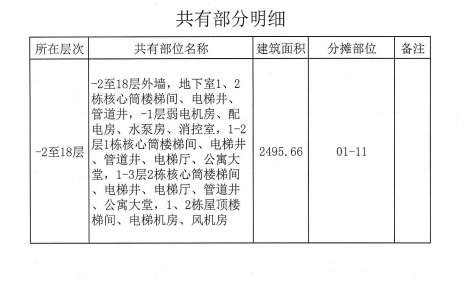 共有部分明细
所在层次 共有部位名称 建筑面积 分摊部位 备注
-2至18层外墙，地下室1、2
栋核心筒楼梯间、电梯井、
管道井，-1层弱电机房、配
电房、水泵房、消控室，1-2
层1栋核心筒楼梯间、电梯井
、管道井、电梯厅、公寓大
堂，1-3层2栋核心筒楼梯间
、电梯井、电梯厅、管道井
、公寓大堂，1、2栋屋顶楼
梯间、电梯机房、风机房
-2至18层 2495.66 01-11